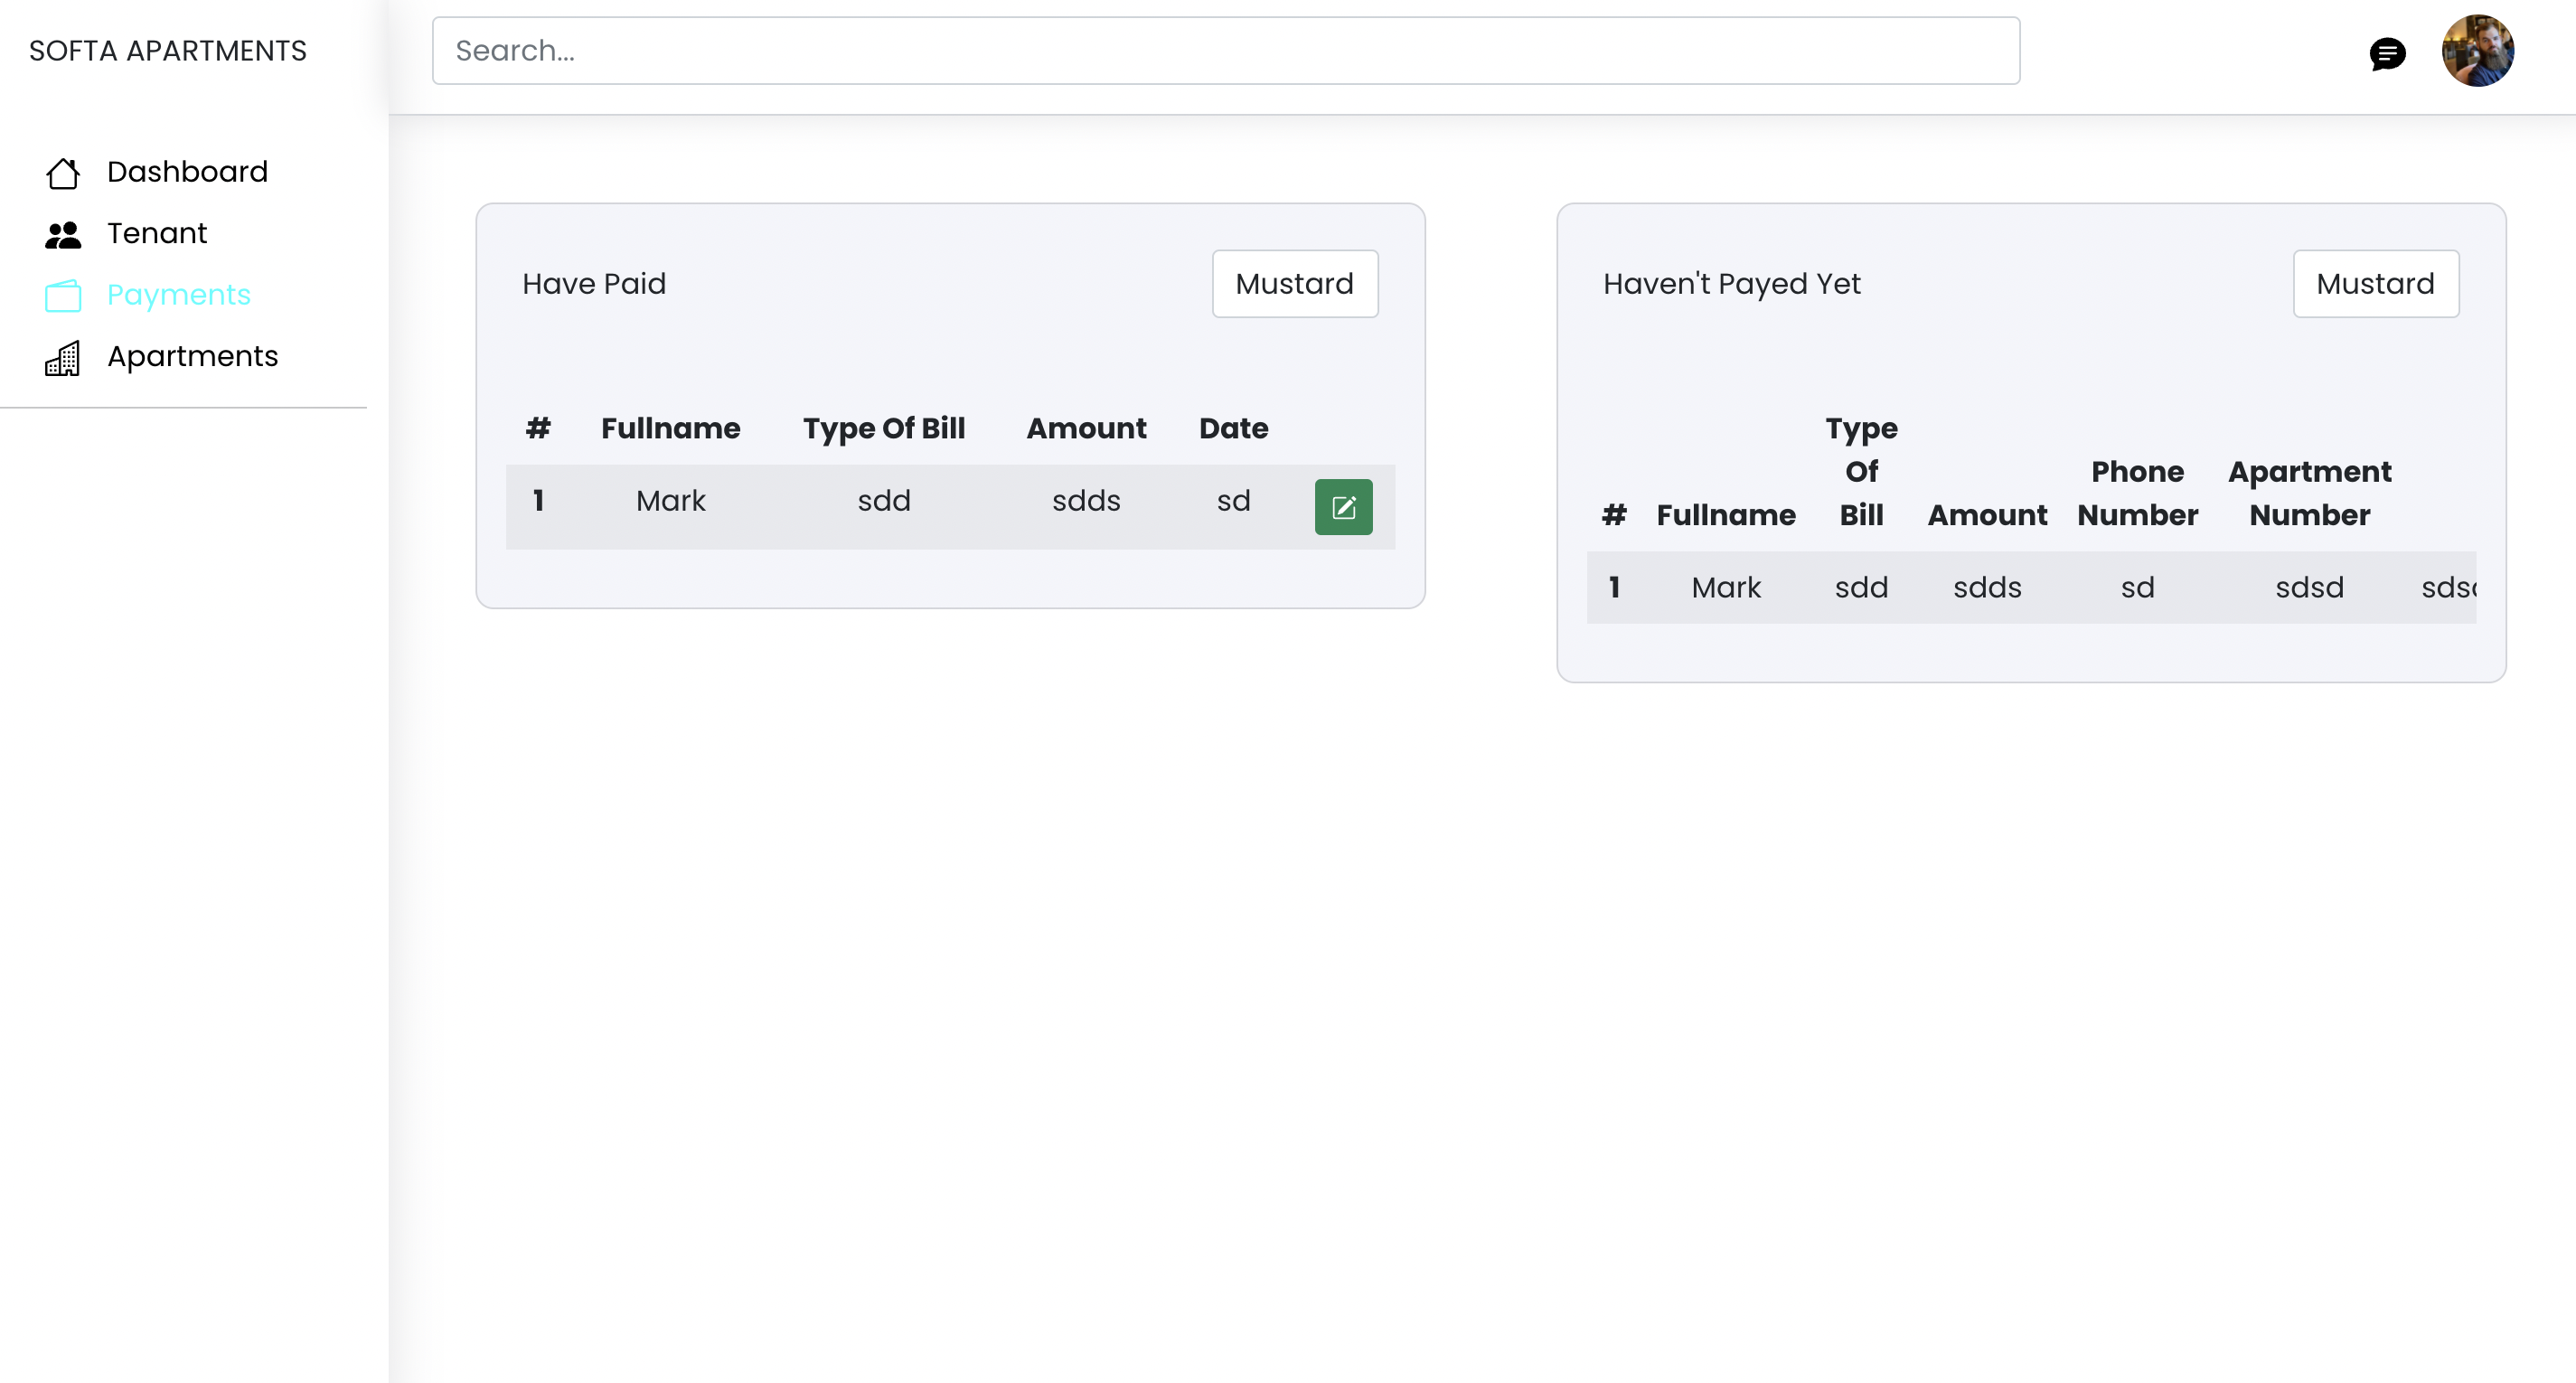 SOFTA APARTMENTS
Search...
Dashboard
Tenant
Payments
Apartments
Have Paid
Mustard
# Fullname Type Of Bill Amount Date
1 Mark sdd sdds sd
Haven't Payed Yet
Mustard
# Fullname Type Of Bill Amount Phone Number Apartment Number
1 Mark sdd sdds sd sdsd